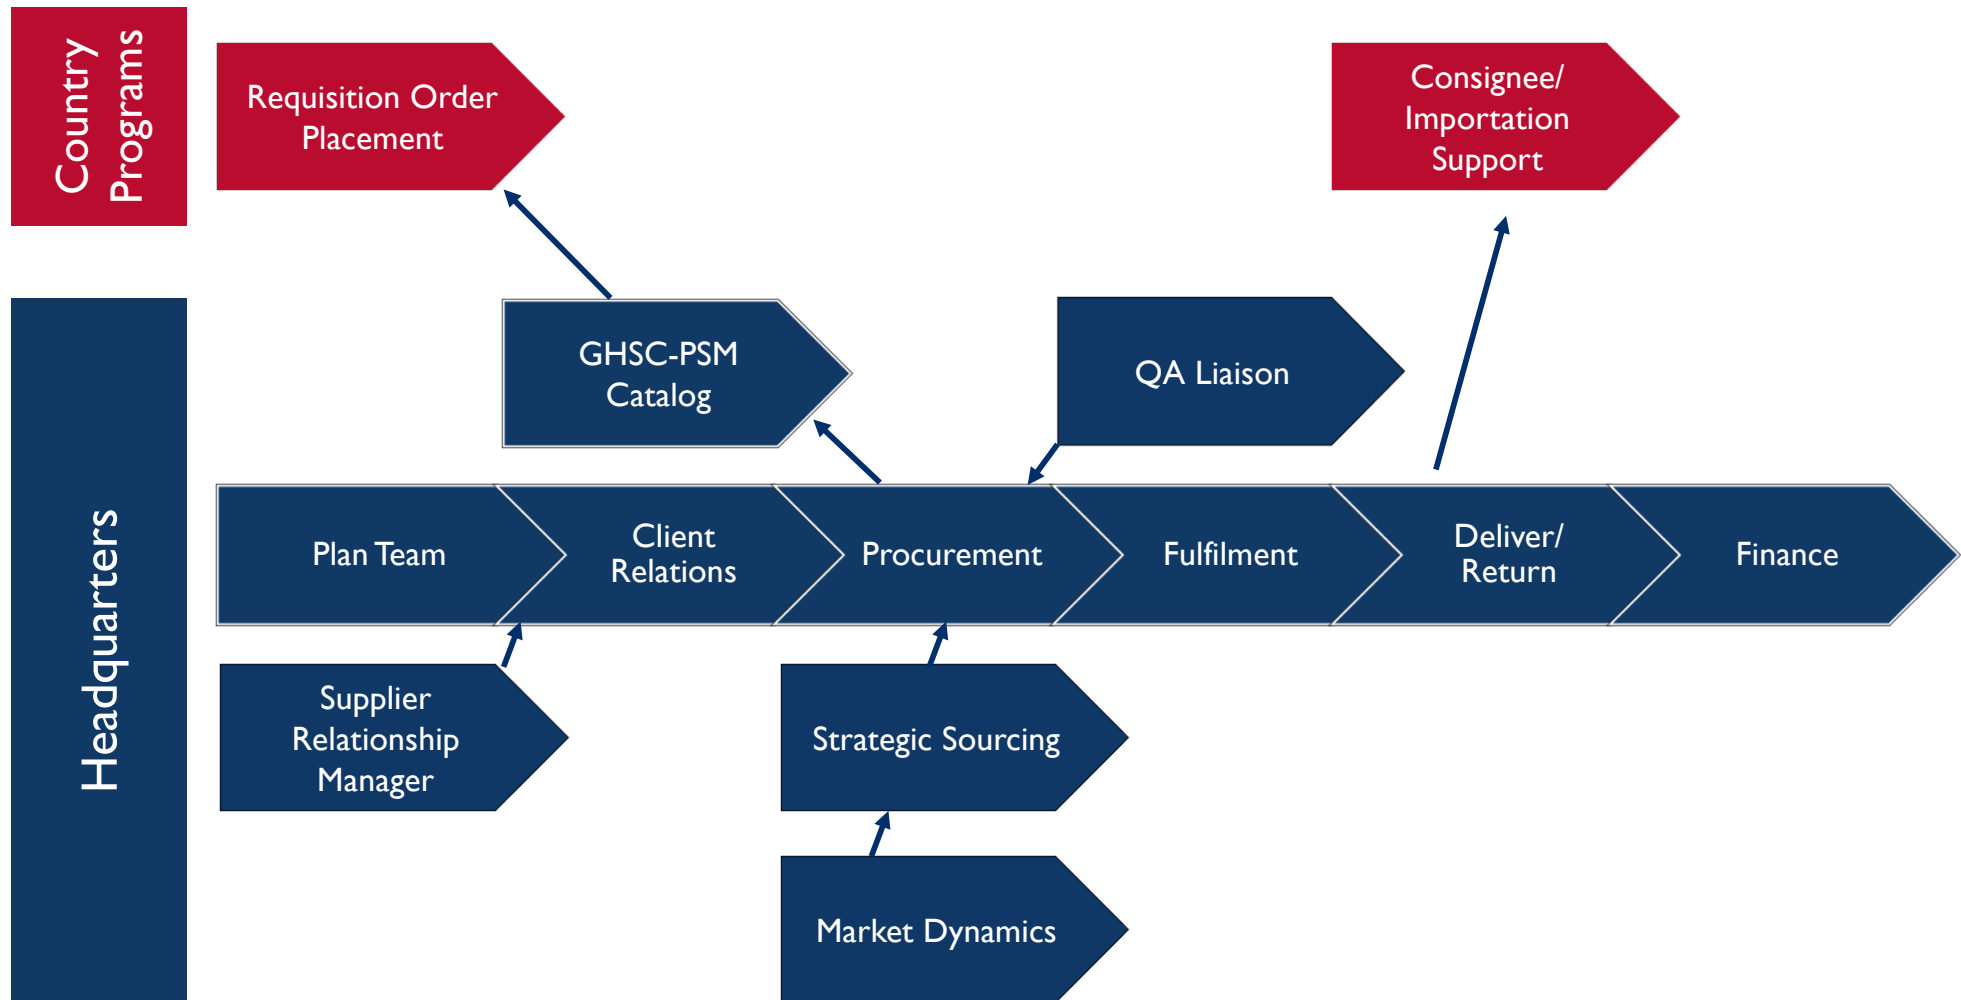 Country
Programs
Requisition Order
Placement
Consignee/
Importation
Support
Headquarters
GHSC-PSM
Catalog
QA Liaison
Plan Team
Client
Relations
Procurement
Fulfilment
Deliver/
Return
Finance
Supplier
Relationship
Manager
Strategic Sourcing
Market Dynamics